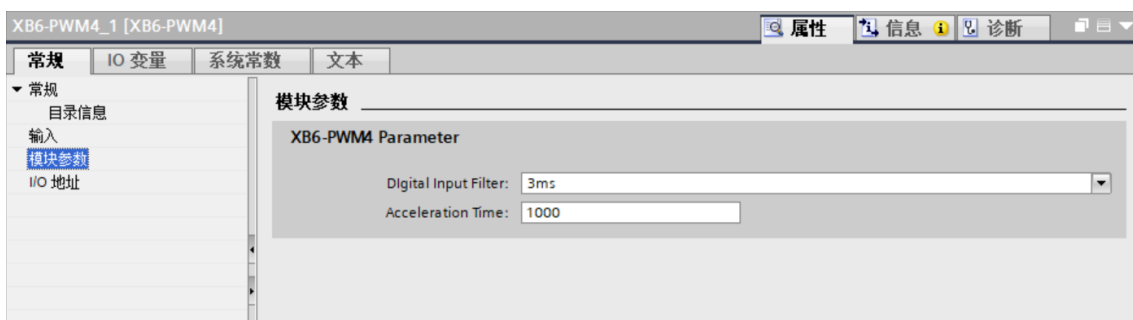 XB6-PWM4_1 [XB6-PWM4]
属性
信息
诊断
常规
IO 变量
系统常数
文本
常规
目录信息
输入
模块参数
I/O 地址
模块参数
XB6-PWM4 Parameter
DIgital Input Filter: 3ms
Acceleration Time: 1000